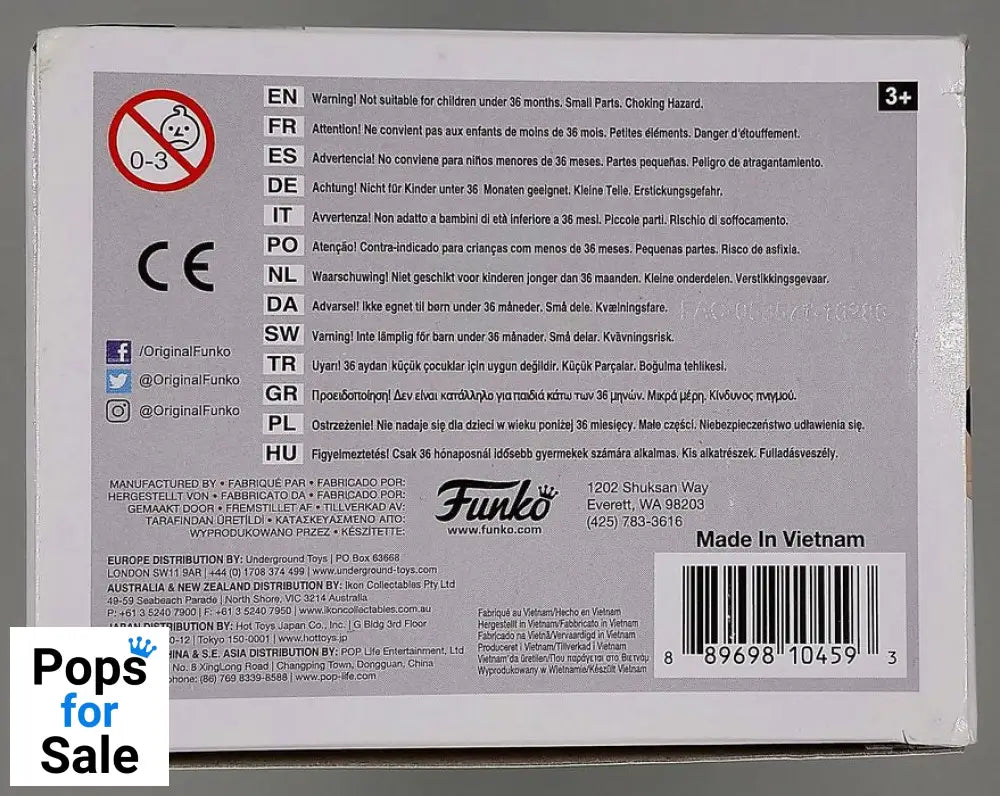 3+
0-3
EN Warning! Not suitable for children under 36 months. Small Parts. Choking Hazard.
FR Attention! Ne convient pas aux enfants de moins de 36 mois. Petites éléments. Danger d'étouffement.
ES Advertencia! No conviene para niños menores de 36 meses. Partes pequeñas. Peligro de atragantamiento.
DE Achtung! Nicht für Kinder unter 36 Monaten geeignet. Kleine Teile. Erstickungsgefahr.
IT Avvertenza! Non adatto a bambini di età inferiore a 36 mesi. Piccole parti. Rischio di soffocamento.
PO Atenção! Contra-indicado para crianças com menos de 36 meses. Pequenas partes. Risco de asfixia.
NL Waarschuwing! Niet geschikt voor kinderen jonger dan 36 maanden. Kleine onderdelen. Verstikkingsgevaar.
DA Advarsel! Ikke egnet til børn under 36 måneder. Små dele. Kvælningsfare.
SW Varning! Inte lämplig för barn under 36 månader. Små delar. Kvävningsrisk.
TR Uyarı! 36 aydan küçük çocuklar için uygun değildir. Küçük Parçalar. Boğulma tehlikesi.
GR Προειδοποίηση! Δεν είναι κατάλληλο για παιδιά κάτω των 36 μηνών. Μικρά μέρη. Κίνδυνος πνιγμού.
PL Ostrzeżenie! Nie nadaje się dla dzieci w wieku poniżej 36 miesięcy. Małe części. Niebezpieczeństwo udławienia się.
HU Figyelmeztetés! Csak 36 hónaposnál idősebb gyermekek számára alkalmas. Kis alkatrészek. Fulladásveszély.
CE
/OriginalFunko
@OriginalFunko
@OriginalFunko
MANUFACTURED BY • FABRIQUÉ PAR • FABRICADO POR:
HERGESTELLT VON • FABBRICATO DA • FABRICADO POR:
GEMAAKT DOOR • FREMSTILLET AF • TILLVERKAD AV:
TARAFINDAN ÜRETİLDİ • ΚΑΤΑΣΚΕΥΑΣΜΕΝΟ ΑΠΟ:
WYPRODUKOWANO PRZEZ • KÉSZÍTETTE:
Funko
www.funko.com
1202 Shuksan Way
Everett, WA 98203
(425) 783-3616
Made In Vietnam
EUROPE DISTRIBUTION BY: Underground Toys | PO Box 63668
LONDON SW11 9AR | +44 (0) 1708 374 499 | www.underground-toys.com
AUSTRALIA & NEW ZEALAND DISTRIBUTION BY: Ikon Collectables Pty Ltd
49-59 Seabeach Parade | North Shore, VIC 3214 Australia
P: +61 3 5240 7900 | F: +61 3 5240 7950 | www.ikoncollectables.com.au
JAPAN DISTRIBUTION BY: Hot Toys Japan Co., Inc. | G Bldg 3rd Floor
0-12 | Tokyo 150-0001 | www.hottoys.jp
HINA & S.E. ASIA DISTRIBUTION BY: POP Life Entertainment, Ltd
No. 8 XingLong Road | Changping Town, Dongguan, China
phone: (86) 769 8339-8588 | www.pop-life.com
Fabriqué au Vietnam/Hecho en Vietnam
Hergestellt in Vietnam/Fabbricato in Vietnam
Fabricado na Vietnã/Vervaardigd in Vietnam
Produceret i Vietnam/Tillverkad i Vietnam
Vietnam'da Üretilen/Που παράγεται στο Βιετνάμ
Wyprodukowany w Wietnamie/Készült Vietnam
8 89698 10459 3
Pops
for
Sale